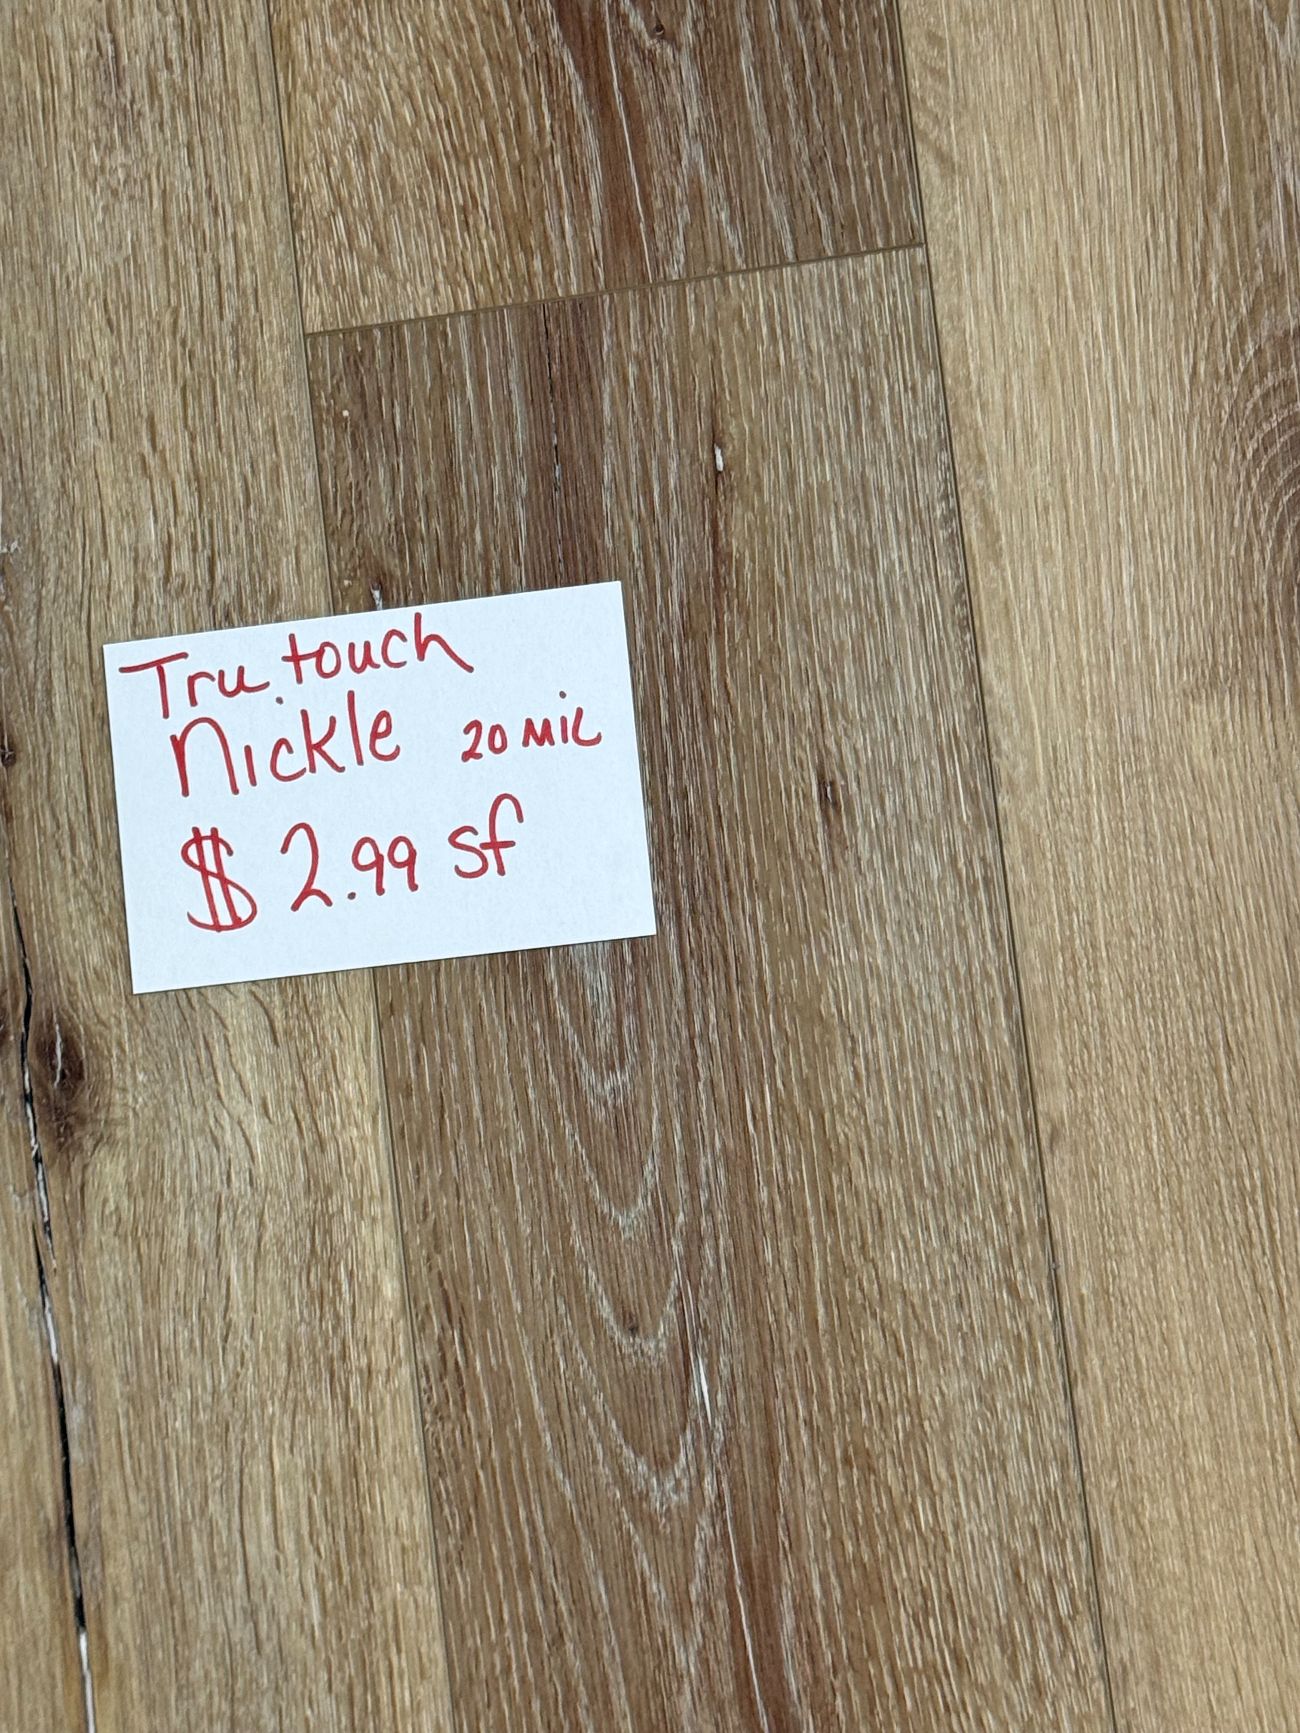 Tru.touch
Nickle 20 MIL
$2.99 sf